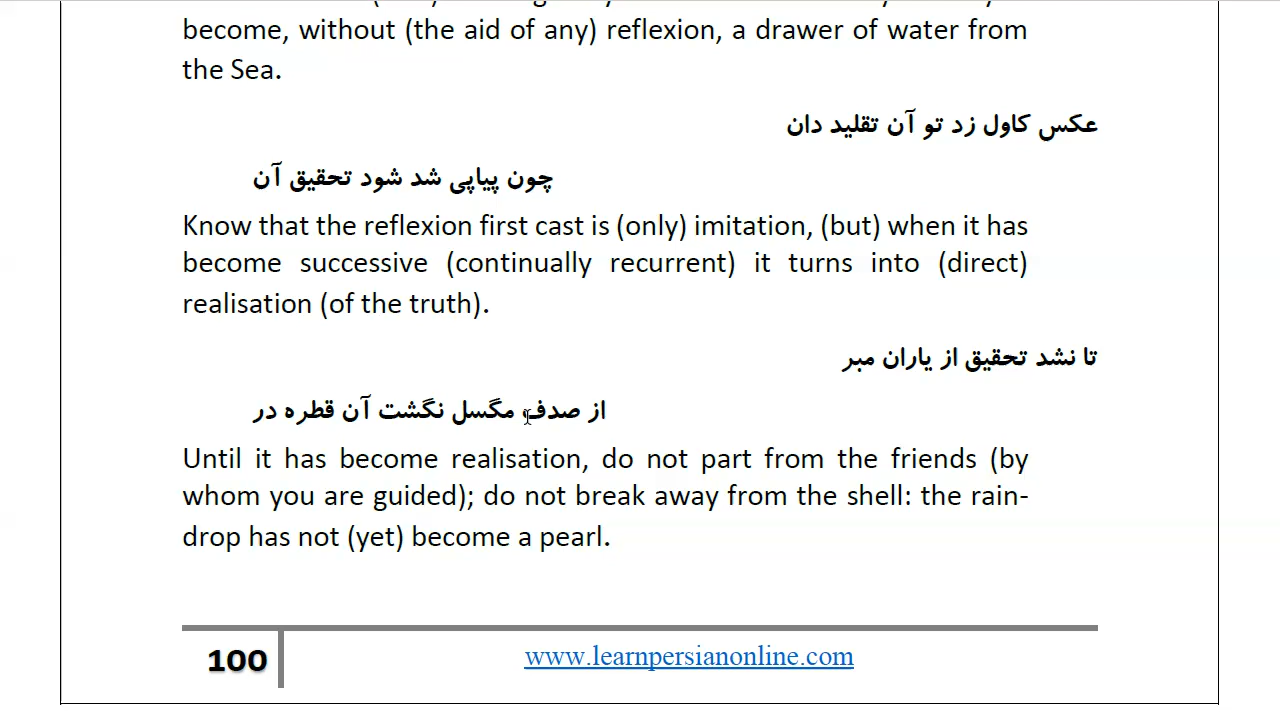 become, without (the aid of any) reflexion, a drawer of water from
the Sea.
عکس کاول زد تو آن تقلید دان
چون پیاپی شد شود تحقیق آن
Know that the reflexion first cast is (only) imitation, (but) when it has
become successive (continually recurrent) it turns into (direct)
realisation (of the truth).
تا نشد تحقیق از یاران مبر
از صدف مگسل نگشت آن قطره در
Until it has become realisation, do not part from the friends (by
whom you are guided); do not break away from the shell: the rain-
drop has not (yet) become a pearl.
100
www.learnpersianonline.com